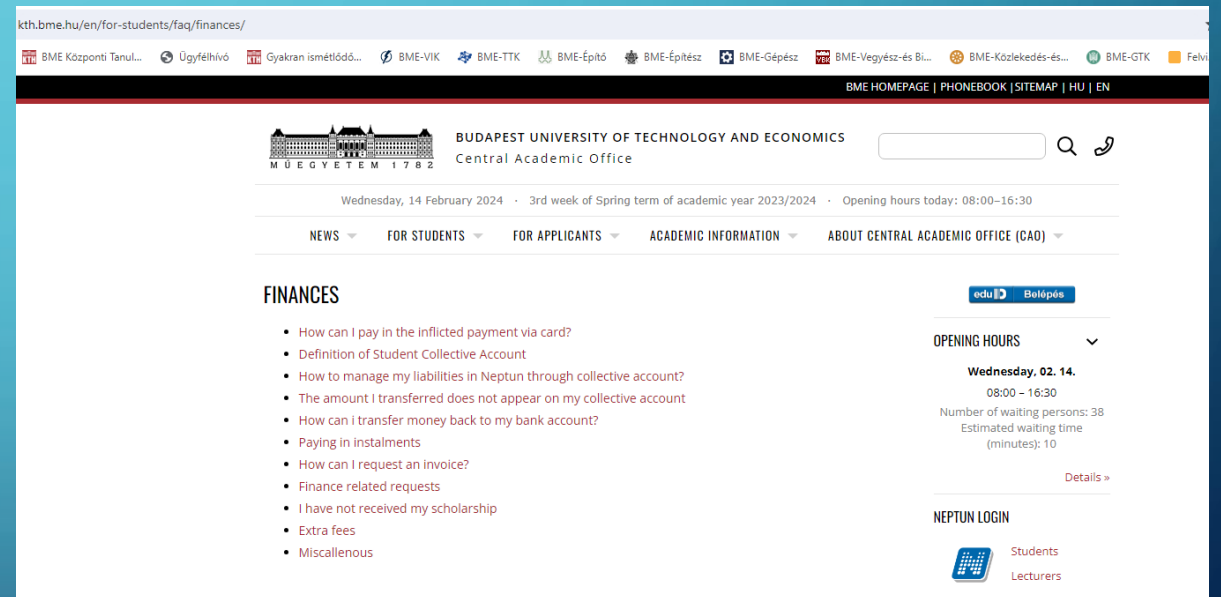 kth.bme.hu/en/for-students/faq/finances/
BME Központi Tanul... Ügyfélhívó Gyakran ismétlődő... BME-VIK BME-TTK BME-Építő BME-Építész BME-Gépész BME-Vegyész-és Bi... BME-Közlekedés-és... BME-GTK Felvi
BME HOMEPAGE | PHONEBOOK | SITEMAP | HU | EN
BUDAPEST UNIVERSITY OF TECHNOLOGY AND ECONOMICS
Central Academic Office
MŰEGYETEM 1782
Wednesday, 14 February 2024 · 3rd week of Spring term of academic year 2023/2024 · Opening hours today: 08:00–16:30
NEWS FOR STUDENTS FOR APPLICANTS ACADEMIC INFORMATION ABOUT CENTRAL ACADEMIC OFFICE (CAO)
FINANCES
• How can I pay in the inflicted payment via card?
• Definition of Student Collective Account
• How to manage my liabilities in Neptun through collective account?
• The amount I transferred does not appear on my collective account
• How can i transfer money back to my bank account?
• Paying in instalments
• How can I request an invoice?
• Finance related requests
• I have not received my scholarship
• Extra fees
• Miscallenous
eduID Belépés
OPENING HOURS
Wednesday, 02. 14.
08:00 – 16:30
Number of waiting persons: 38
Estimated waiting time
(minutes): 10
Details »
NEPTUN LOGIN
Students
Lecturers